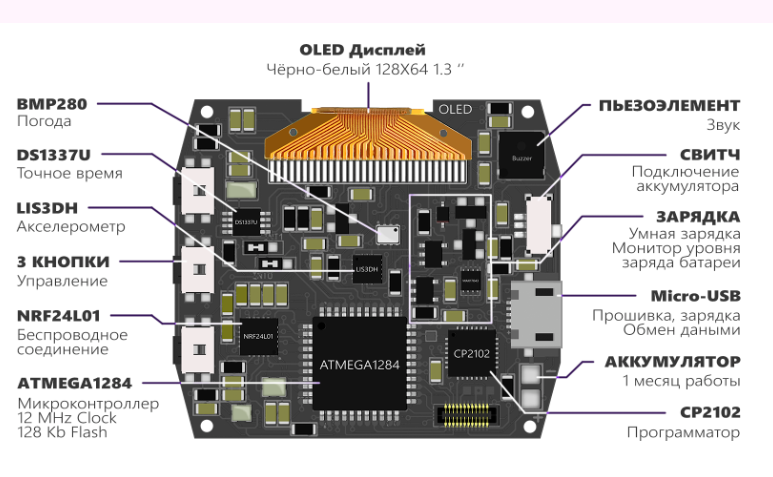 OLED Дисплей
Чёрно-белый 128X64 1.3 ″
BMP280
Погода
DS1337U
Точное время
LIS3DH
Акселерометр
3 КНОПКИ
Управление
NRF24L01
Беспроводное
соединение
ATMEGA1284
Микроконтроллер
12 MHz Clock
128 Kb Flash
OLED
Buzzer
DS1337U
LIS3DH
NRF24L01
ATMEGA1284
CP2102
ПЬЕЗОЭЛЕМЕНТ
Звук
СВИТЧ
Подключение
аккумулятора
ЗАРЯДКА
Умная зарядка
Монитор уровня
заряда батареи
Micro-USB
Прошивка, зарядка
Обмен даными
АККУМУЛЯТОР
1 месяц работы
CP2102
Программатор